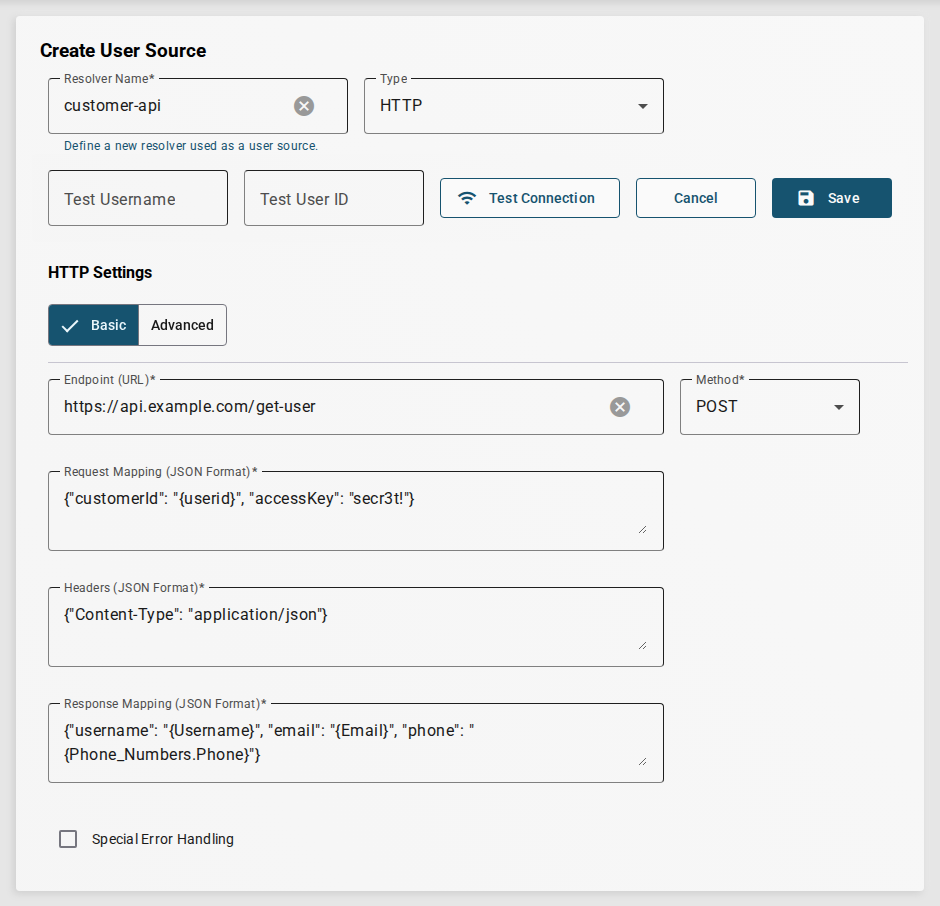 Create User Source
Resolver Name*
Type
customer-api
HTTP
Define a new resolver used as a user source.
Test Username
Test User ID
Test Connection
Cancel
Save
HTTP Settings
Basic
Advanced
Endpoint (URL)*
Method*
https://api.example.com/get-user
POST
Request Mapping (JSON Format)*
{"customerId": "{userid}", "accessKey": "secr3t!"}
Headers (JSON Format)*
{"Content-Type": "application/json"}
Response Mapping (JSON Format)*
{"username": "{Username}", "email": "{Email}", "phone": "
{Phone_Numbers.Phone}"}
Special Error Handling